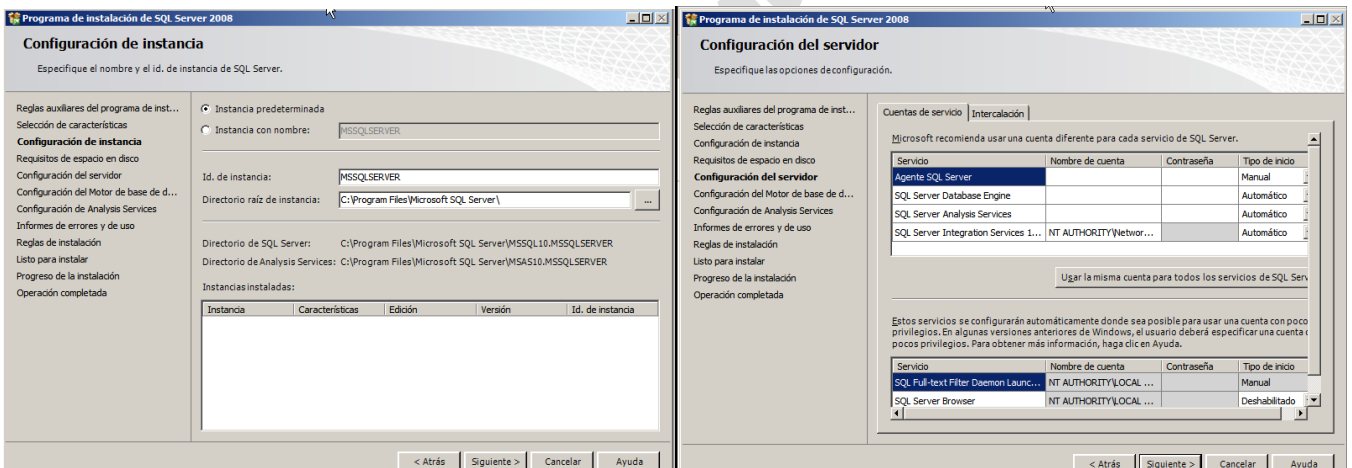 Programa de instalación de SQL Server 2008
Configuración de instancia
Especifique el nombre y el id. de instancia de SQL Server.
Reglas auxiliares del programa de inst...
Selección de características
Configuración de instancia
Requisitos de espacio en disco
Configuración del servidor
Configuración del Motor de base de d...
Configuración de Analysis Services
Informes de errores y de uso
Reglas de instalación
Listo para instalar
Progreso de la instalación
Operación completada
Instancia predeterminada
Instancia con nombre: MSSQLSERVER
Id. de instancia: MSSQLSERVER
Directorio raíz de instancia: C:\Program Files\Microsoft SQL Server\ ...
Directorio de SQL Server: C:\Program Files\Microsoft SQL Server\MSSQL10.MSSQLSERVER
Directorio de Analysis Services: C:\Program Files\Microsoft SQL Server\MSAS10.MSSQLSERVER
Instancias instaladas:
Instancia Características Edición Versión Id. de instancia
< Atrás Siguiente > Cancelar Ayuda
Programa de instalación de SQL Server 2008
Configuración del servidor
Especifique las opciones de configuración.
Reglas auxiliares del programa de inst...
Selección de características
Configuración de instancia
Requisitos de espacio en disco
Configuración del servidor
Configuración del Motor de base de d...
Configuración de Analysis Services
Informes de errores y de uso
Reglas de instalación
Listo para instalar
Progreso de la instalación
Operación completada
Cuentas de servicio Intercalación
Microsoft recomienda usar una cuenta diferente para cada servicio de SQL Server.
Servicio Nombre de cuenta Contraseña Tipo de inicio
Agente SQL Server Manual
SQL Server Database Engine Automático
SQL Server Analysis Services Automático
SQL Server Integration Services 1... NT AUTHORITY\Networ... Automático
Usar la misma cuenta para todos los servicios de SQL Serv
Estos servicios se configurarán automáticamente donde sea posible para usar una cuenta con poco
privilegios. En algunas versiones anteriores de Windows, el usuario deberá especificar una cuenta
pocos privilegios. Para obtener más información, haga clic en Ayuda.
Servicio Nombre de cuenta Contraseña Tipo de inicio
SQL Full-text Filter Daemon Launc... NT AUTHORITY\LOCAL ... Manual
SQL Server Browser NT AUTHORITY\LOCAL ... Deshabilitado
< Atrás Siguiente > Cancelar Ayuda